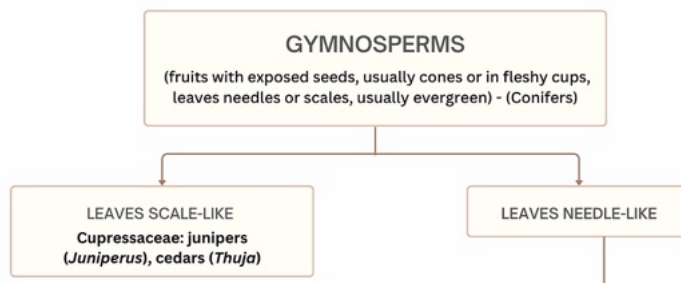 GYMNOSPERMS
(fruits with exposed seeds, usually cones or in fleshy cups,
leaves needles or scales, usually evergreen) - (Conifers)
LEAVES SCALE-LIKE
Cupressaceae: junipers
(Juniperus), cedars (Thuja)
LEAVES NEEDLE-LIKE